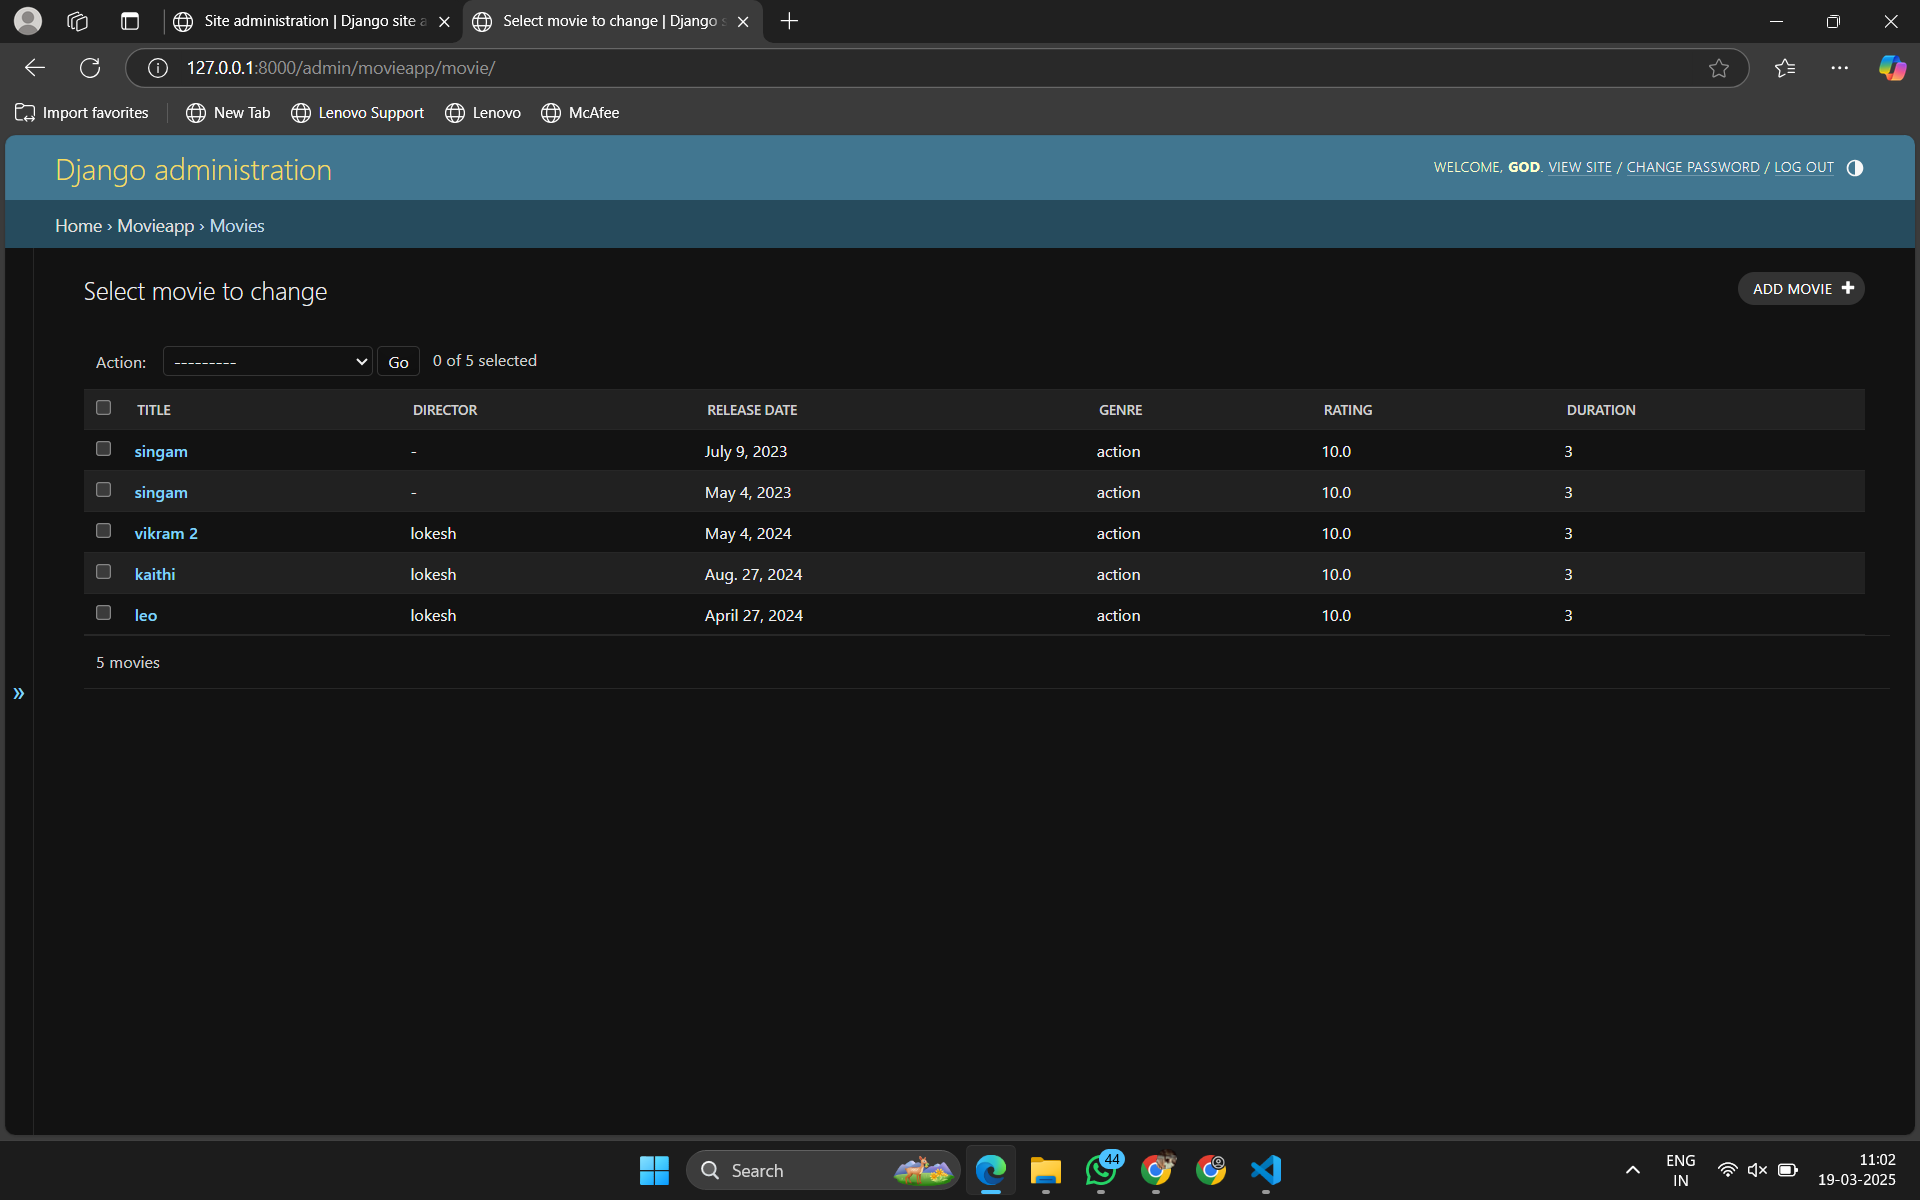 Site administration | Django site a
Select movie to change | Django s
127.0.0.1:8000/admin/movieapp/movie/
Import favorites New Tab Lenovo Support Lenovo McAfee
Django administration
WELCOME, GOD. VIEW SITE / CHANGE PASSWORD / LOG OUT
Home › Movieapp › Movies
Select movie to change
ADD MOVIE +
Action: --------- Go 0 of 5 selected
TITLE DIRECTOR RELEASE DATE GENRE RATING DURATION
singam - July 9, 2023 action 10.0 3
singam - May 4, 2023 action 10.0 3
vikram 2 lokesh May 4, 2024 action 10.0 3
kaithi lokesh Aug. 27, 2024 action 10.0 3
leo lokesh April 27, 2024 action 10.0 3
5 movies
»
Search
44
ENG
IN
11:02
19-03-2025